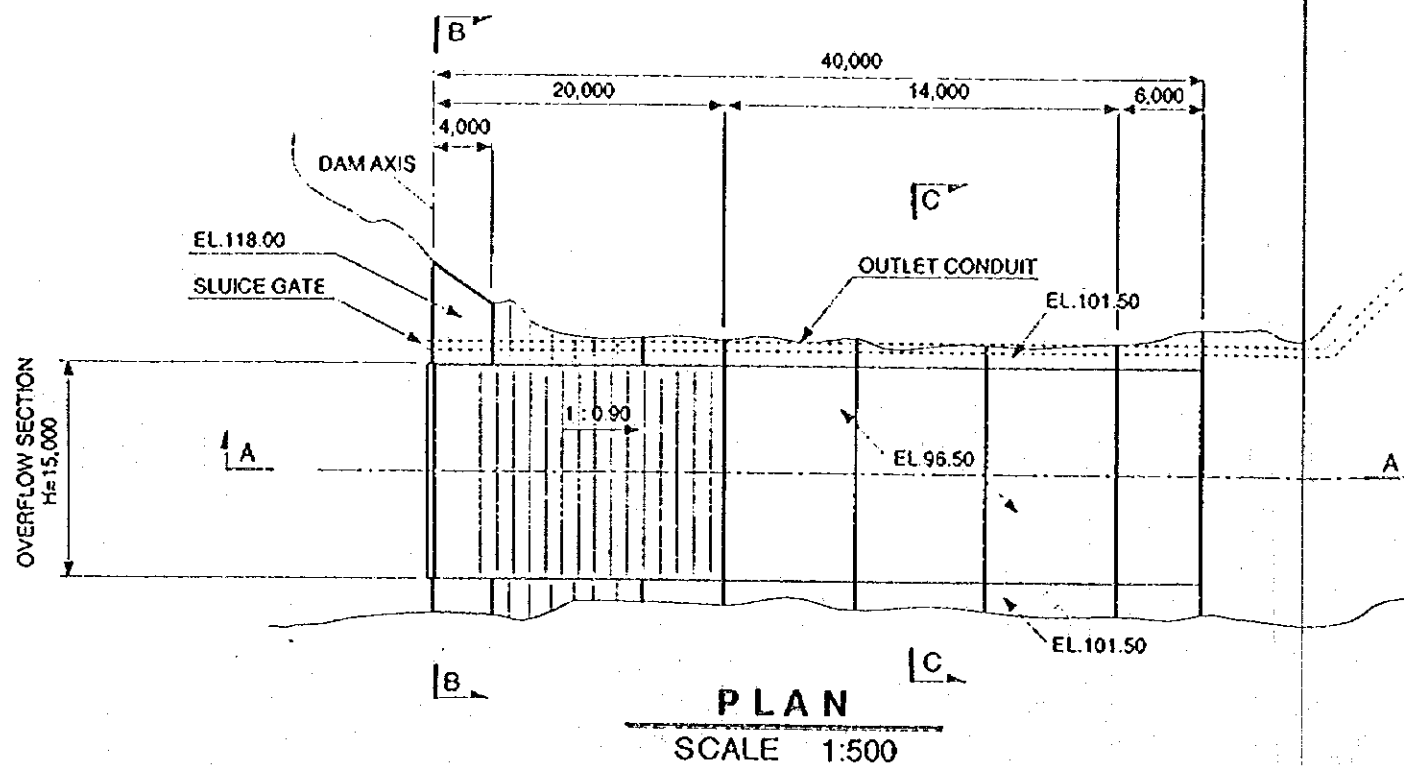 B
40,000
20,000
14,000
6,000
4,000
DAM AXIS
C
EL.118.00
SLUICE GATE
OUTLET CONDUIT
EL.101.50
OVERFLOW SECTION
H=15,000
1 : 0.90
A
EL.96.50
A
EL.101.50
B
C
PLAN
SCALE 1:500